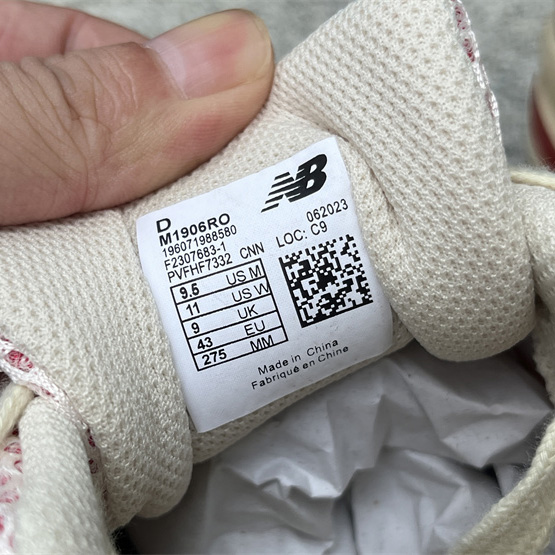 D
M1906RO
196071988580
F2307683-1
PVFHF7332 CNN
NB
062023
LOC: C9
9.5 US M
11 US W
9 UK
43 EU
275 MM
Made in China
Fabriqué en Chine